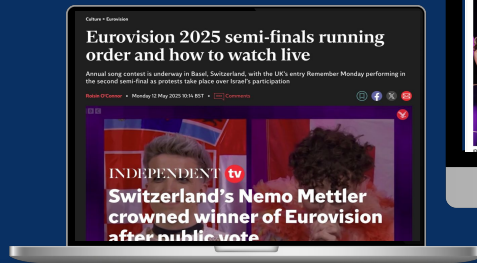 Culture • Eurovision
Eurovision 2025 semi-finals running
order and how to watch live
Annual song contest is underway in Basel, Switzerland, with the UK's entry Remember Monday performing in
the second semi-final as protests take place over Israel's participation
Roisin O'Connor • Monday 12 May 2025 10:14 BST • Comments
INDEPENDENT tv
Switzerland's Nemo Mettler
crowned winner of Eurovision
after public vote